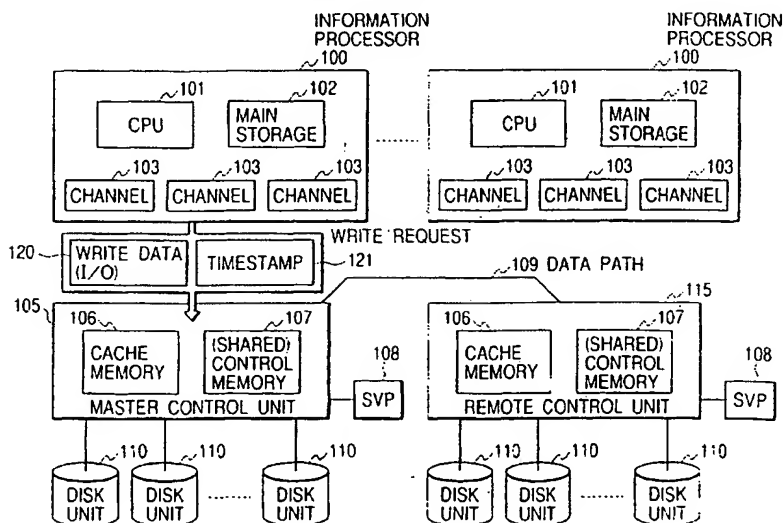 INFORMATION
PROCESSOR
100
INFORMATION
PROCESSOR
100
101
CPU
102
MAIN
STORAGE
101
CPU
102
MAIN
STORAGE
103
CHANNEL
103
CHANNEL
103
CHANNEL
103
CHANNEL
103
CHANNEL
103
CHANNEL
WRITE REQUEST
120
WRITE DATA
(I/O)
TIMESTAMP
121
109 DATA PATH
105
106
CACHE
MEMORY
107
(SHARED)
CONTROL
MEMORY
MASTER CONTROL UNIT
108
SVP
115
106
CACHE
MEMORY
107
(SHARED)
CONTROL
MEMORY
REMOTE CONTROL UNIT
108
SVP
110
DISK
UNIT
110
DISK
UNIT
110
DISK
UNIT
110
DISK
UNIT
110
DISK
UNIT
110
DISK
UNIT